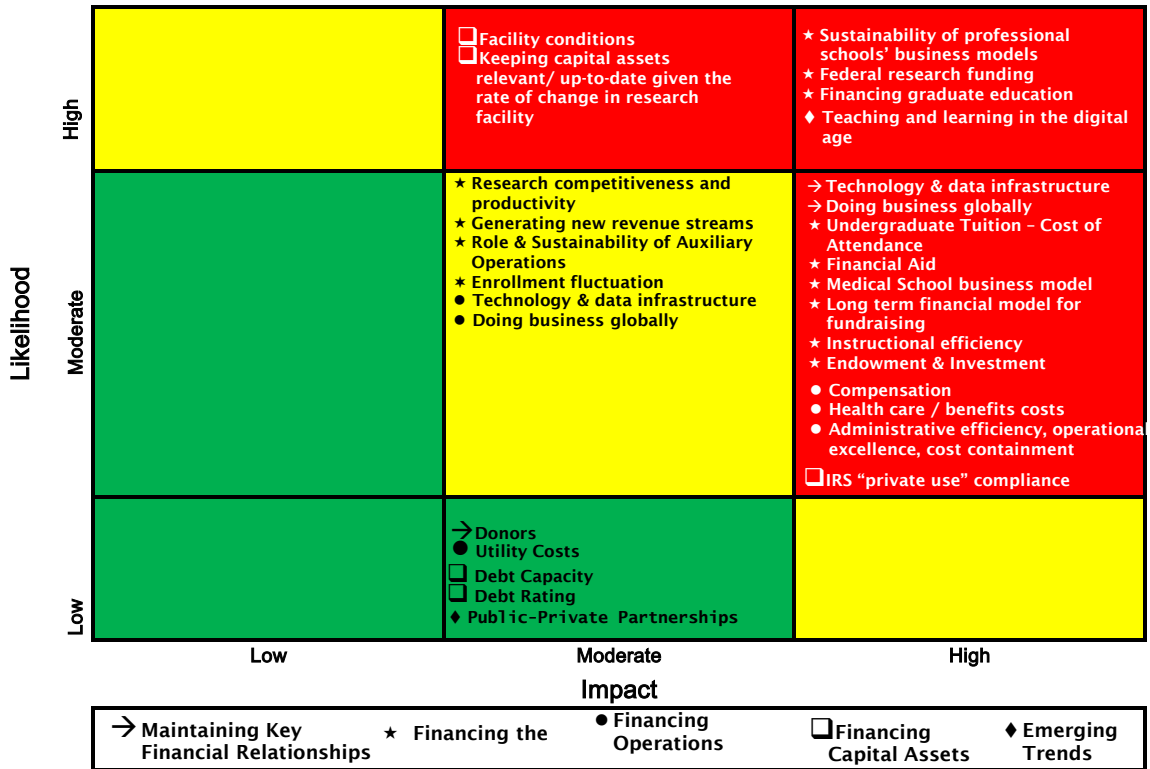 ❑Facility conditions
❑Keeping capital assets
relevant/ up-to-date given the
rate of change in research
facility
★ Sustainability of professional
schools’ business models
★ Federal research funding
★ Financing graduate education
♦ Teaching and learning in the digital
age
High
★ Research competitiveness and
productivity
★ Generating new revenue streams
★ Role & Sustainability of Auxiliary
Operations
✶ Enrollment fluctuation
● Technology & data infrastructure
● Doing business globally
→ Technology & data infrastructure
→ Doing business globally
★ Undergraduate Tuition – Cost of
Attendance
★ Financial Aid
★ Medical School business model
★ Long term financial model for
fundraising
★ Instructional efficiency
★ Endowment & Investment
● Compensation
● Health care / benefits costs
● Administrative efficiency, operational
excellence, cost containment
❑IRS “private use” compliance
Likelihood
Moderate
→ Donors
● Utility Costs
❑ Debt Capacity
❑ Debt Rating
♦ Public-Private Partnerships
Low
Low
Moderate
High
Impact
→ Maintaining Key
Financial Relationships
★ Financing the
● Financing
Operations
❑Financing
Capital Assets
♦ Emerging
Trends